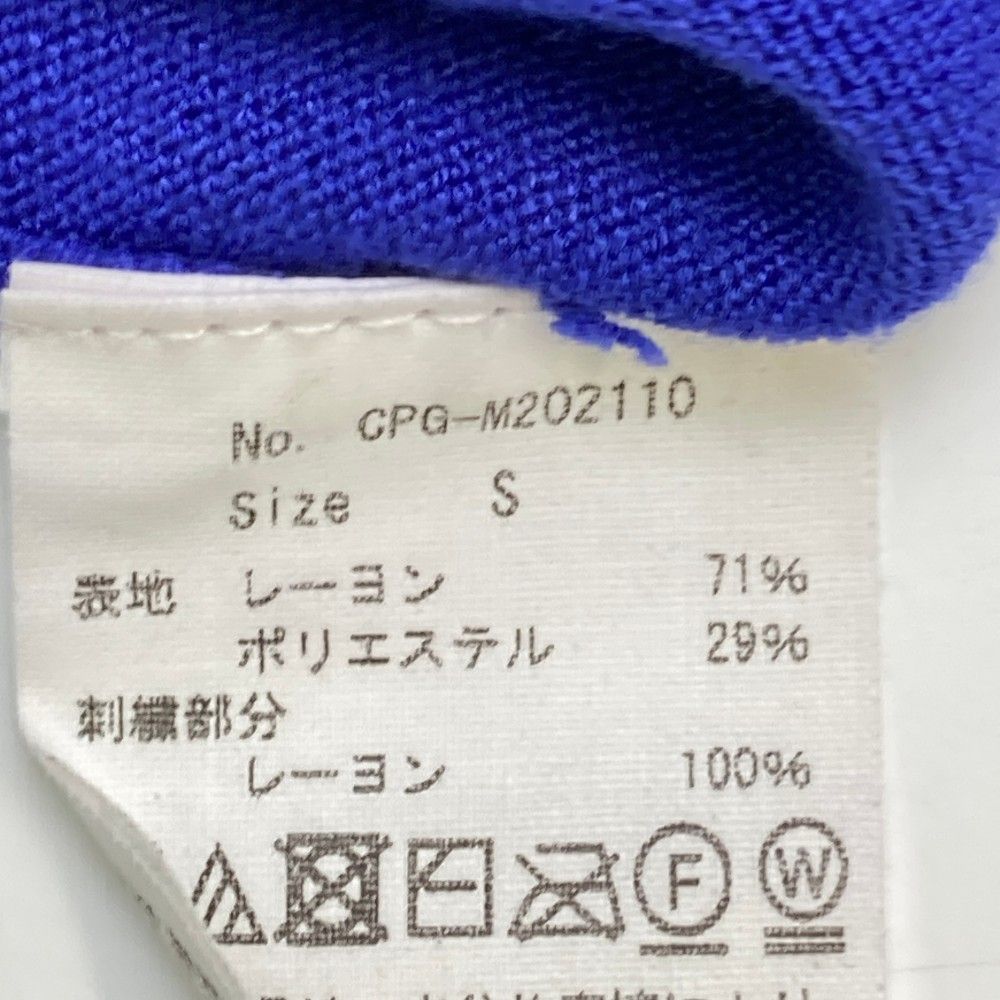 No. CPG-M202110
Size S
表地 レーヨン 71%
ポリエステル 29%
刺繍部分
レーヨン 100%
F W